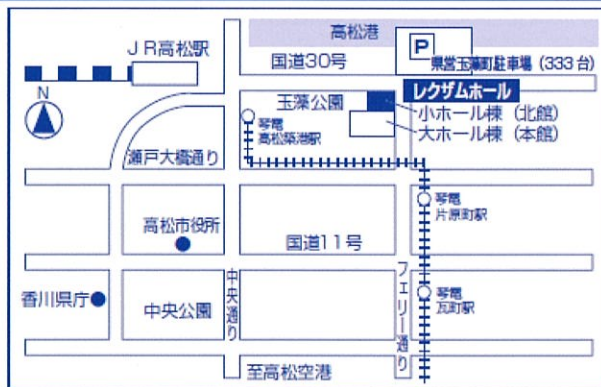 高松港
JR高松駅
国道30号
P
県営玉藻町駐車場(333台)
レクザムホール
小ホール棟(北館)
大ホール棟(本館)
玉藻公園
N
琴電
高松築港駅
瀬戸大橋通り
琴電
片原町駅
高松市役所
国道11号
香川県庁
中央公園
中央通り
フェリー通り
琴電
瓦町駅
至高松空港